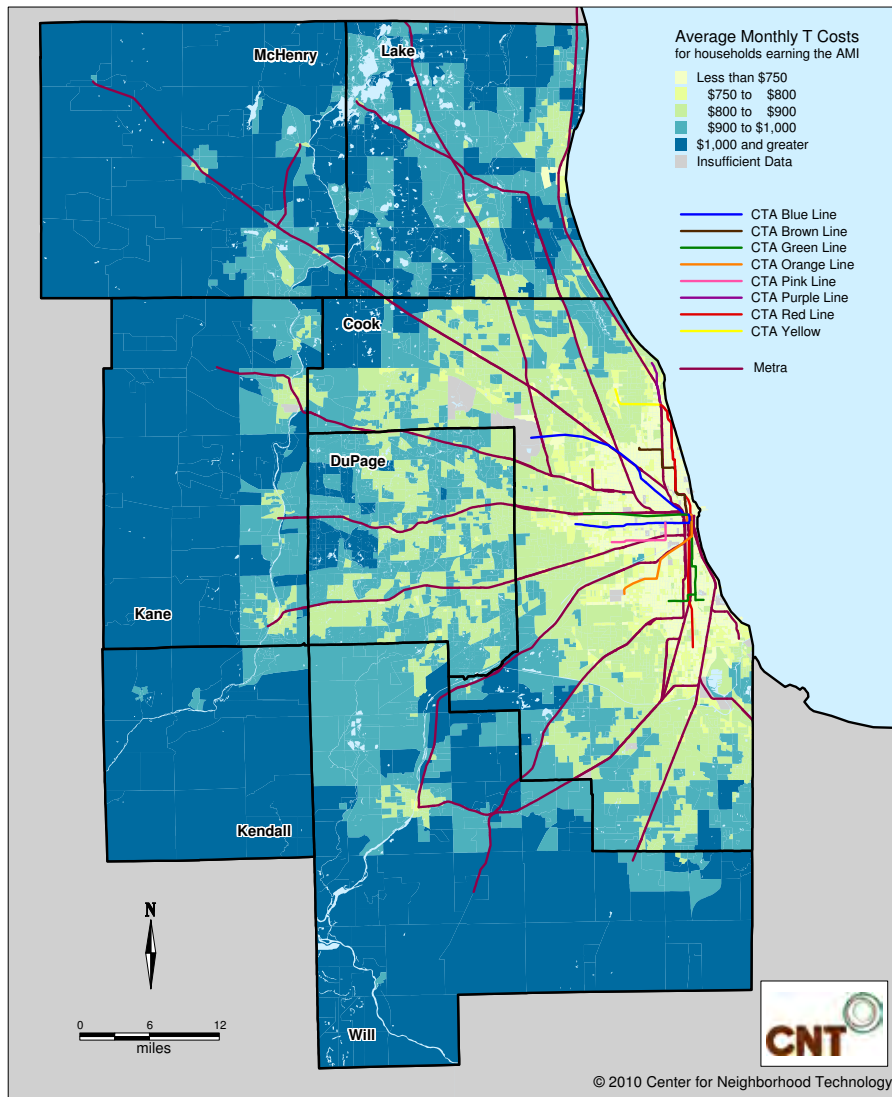 Average Monthly T Costs
for households earning the AMI
Less than $750
$750 to $800
$800 to $900
$900 to $1,000
$1,000 and greater
Insufficient Data
CTA Blue Line
CTA Brown Line
CTA Green Line
CTA Orange Line
CTA Pink Line
CTA Purple Line
CTA Red Line
CTA Yellow
Metra
McHenry
Lake
Cook
DuPage
Kane
Kendall
Will
N
0 6 12
miles
CNT
© 2010 Center for Neighborhood Technology